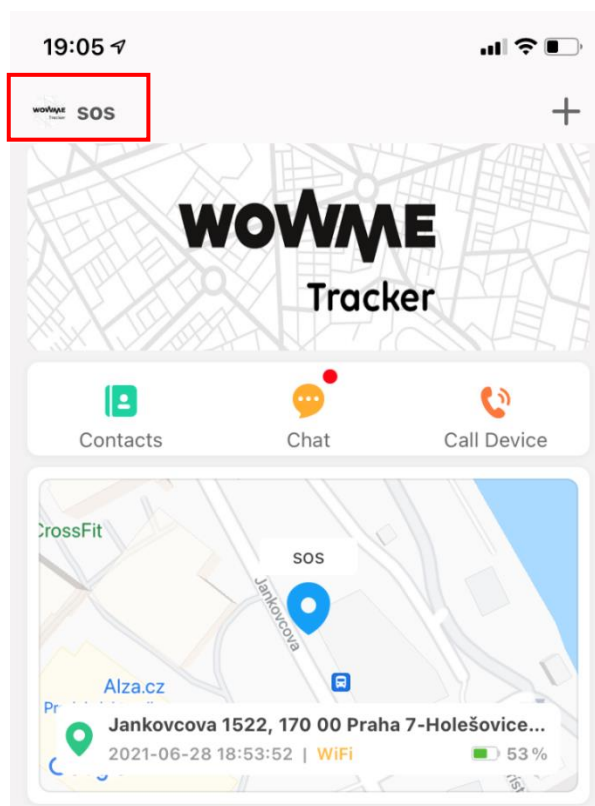 19:05
WOWME Tracker sos
WOWME
Tracker
Contacts
Chat
Call Device
CrossFit
sos
Jankovcova
Alza.cz
Jankovcova 1522, 170 00 Praha 7-Holešovice...
2021-06-28 18:53:52 | WiFi
53%